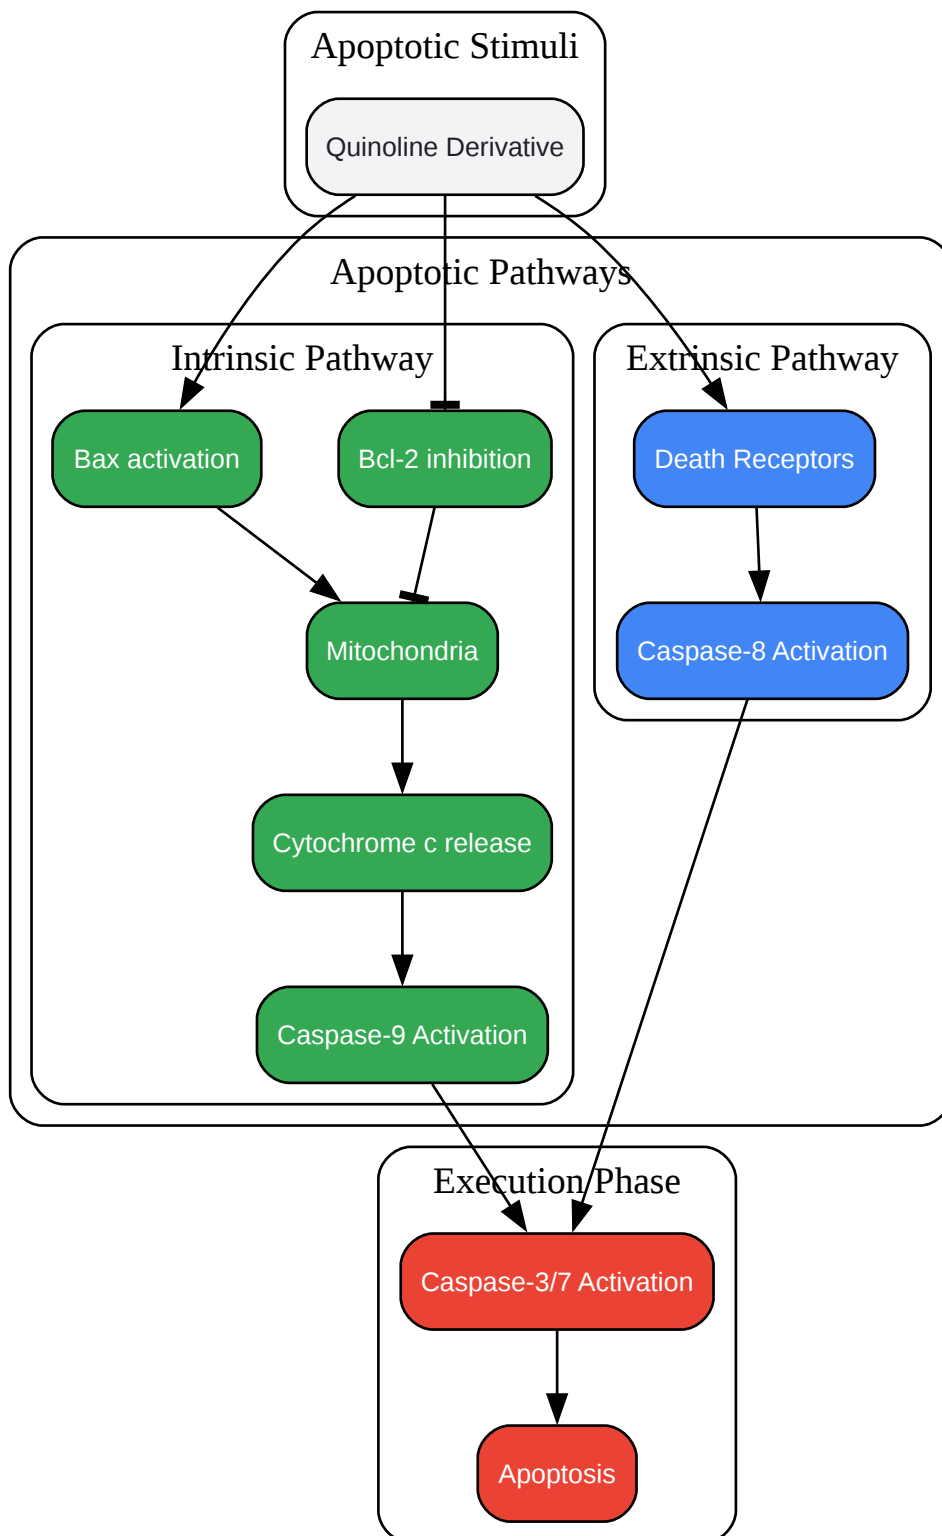 Apoptotic Stimuli
Quinoline Derivative
Apoptotic Pathways
Intrinsic Pathway
Extrinsic Pathway
Bax activation
Bcl-2 inhibition
Death Receptors
Mitochondria
Caspase-8 Activation
Cytochrome c release
Caspase-9 Activation
Execution Phase
Caspase-3/7 Activation
Apoptosis